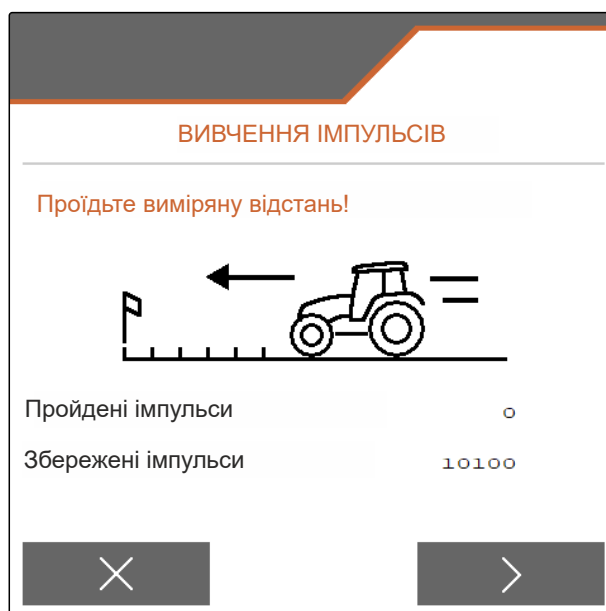 ВИВЧЕННЯ ІМПУЛЬСІВ
Проїдьте виміряну відстань!
Пройдені імпульси 0
Збережені імпульси 10100